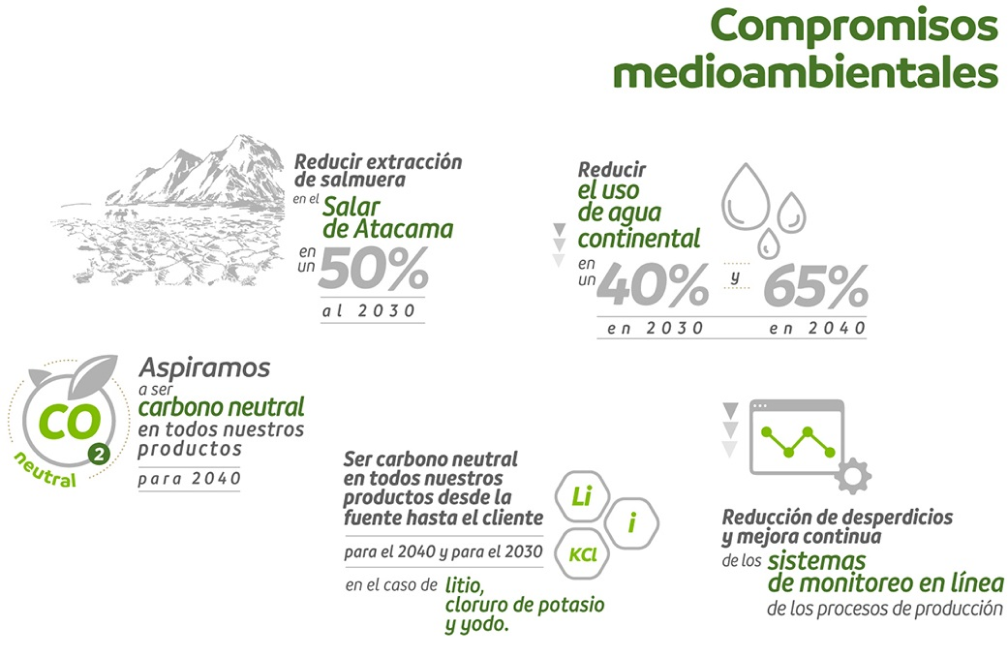 Compromisos
medioambientales
Reducir extracción
de salmuera
en el Salar
de Atacama
en un 50%
al 2030
Reducir
el uso
de agua
continental
en un 40% y 65%
en 2030 en 2040
CO2
neutral
Aspiramos
a ser
carbono neutral
en todos nuestros
productos
para 2040
Ser carbono neutral
en todos nuestros
productos desde la
fuente hasta el cliente
para el 2040 y para el 2030
en el caso de litio,
cloruro de potasio
y yodo.
Li
i
KCl
Reducción de desperdicios
y mejora continua
de los sistemas
de monitoreo en línea
de los procesos de producción